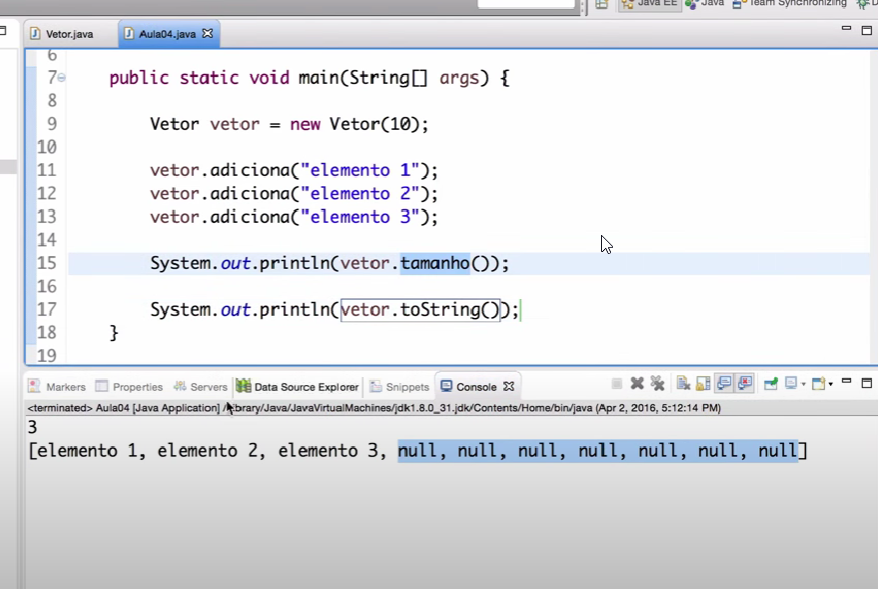 Java EE Java Team Synchronizing
Vetor.java Aula04.java
6
7 public static void main(String[] args) {
8
9 Vetor vetor = new Vetor(10);
10
11 vetor.adiciona("elemento 1");
12 vetor.adiciona("elemento 2");
13 vetor.adiciona("elemento 3");
14
15 System.out.println(vetor.tamanho());
16
17 System.out.println(vetor.toString());
18 }
19
Markers Properties Servers Data Source Explorer Snippets Console
<terminated> Aula04 [Java Application] /Library/Java/JavaVirtualMachines/jdk1.8.0_31.jdk/Contents/Home/bin/java (Apr 2, 2016, 5:12:14 PM)
3
[elemento 1, elemento 2, elemento 3, null, null, null, null, null, null, null]